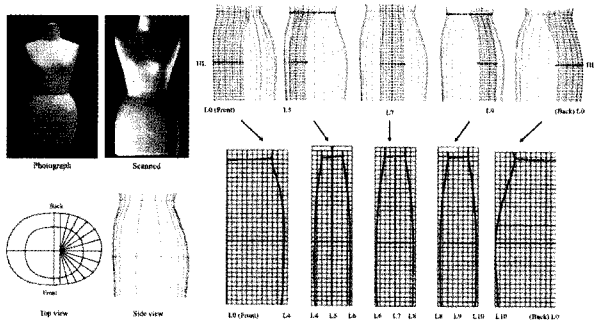 HL
HL
L0 (Front)
L5
L7
L9
(Back) L0
Photograph
Scanned
Back
Front
Top view
Side view
L0 (Front)
L4
L4
L5
L6
L6
L7
L8
L8
L9
L10
L10
(Back) L0